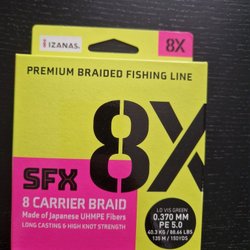 IZANAS
8X
PREMIUM BRAIDED FISHING LINE
8X
SFX
8 CARRIER BRAID
Made of Japanese UHMPE Fibers
LONG CASTING & HIGH KNOT STRENGTH
LO VIS GREEN
0.370 MM
PE 5.0
40.3 KG / 88.66 LBS
135 M / 150YDS